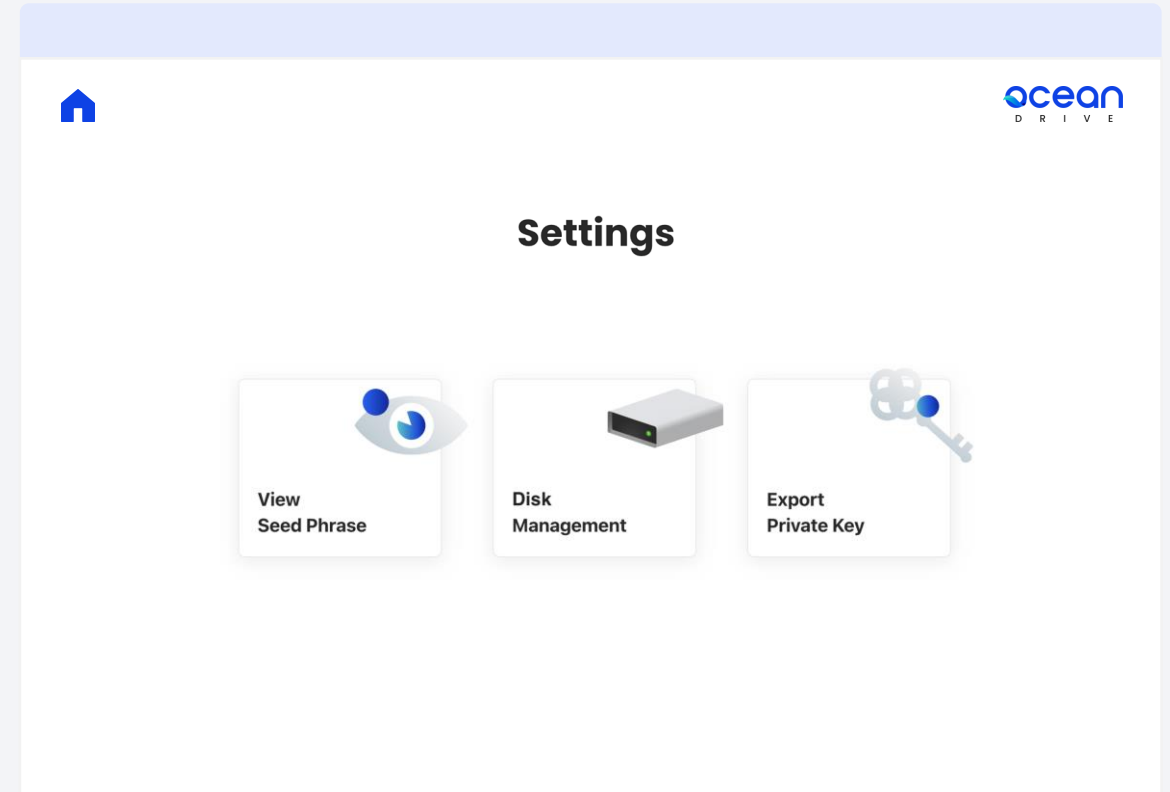 ocean
DRIVE
Settings
View
Seed Phrase
Disk
Management
Export
Private Key